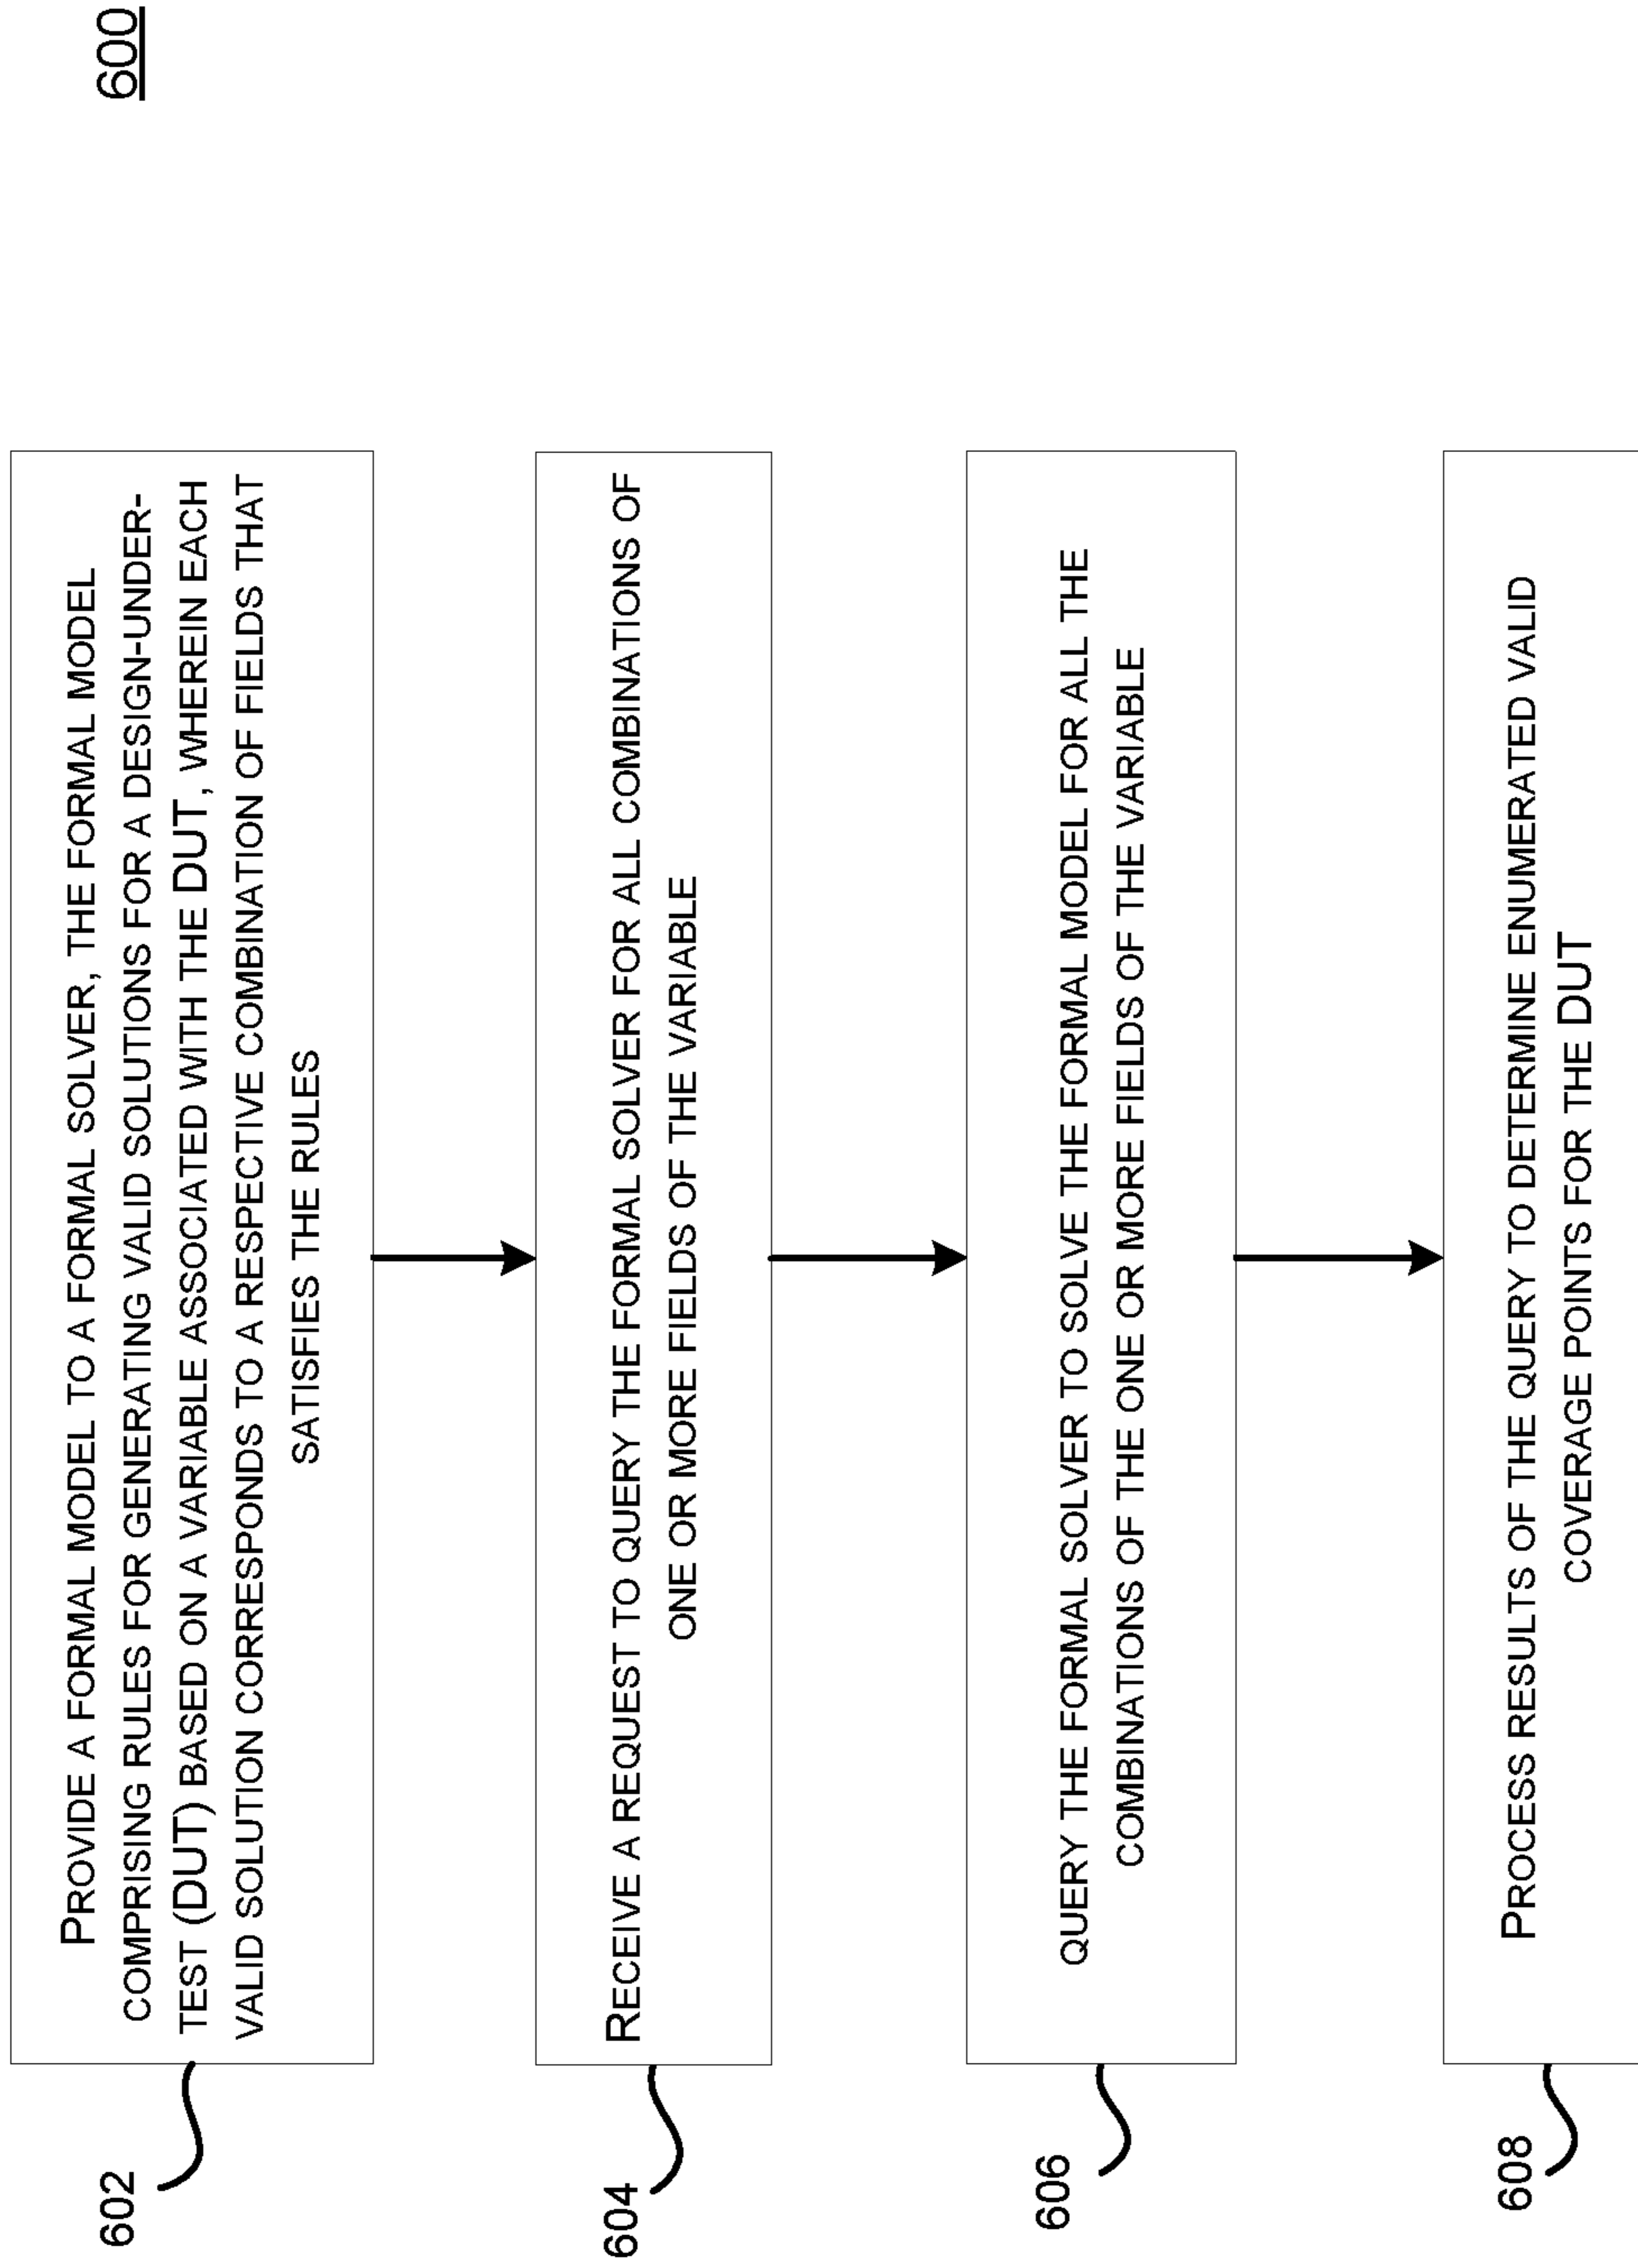 600
602
PROVIDE A FORMAL MODEL TO A FORMAL SOLVER, THE FORMAL MODEL
COMPRISING RULES FOR GENERATING VALID SOLUTIONS FOR A DESIGN-UNDER-
TEST (DUT) BASED ON A VARIABLE ASSOCIATED WITH THE DUT, WHEREIN EACH
VALID SOLUTION CORRESPONDS TO A RESPECTIVE COMBINATION OF FIELDS THAT
SATISFIES THE RULES
604
RECEIVE A REQUEST TO QUERY THE FORMAL SOLVER FOR ALL COMBINATIONS OF
ONE OR MORE FIELDS OF THE VARIABLE
606
QUERY THE FORMAL SOLVER TO SOLVE THE FORMAL MODEL FOR ALL THE
COMBINATIONS OF THE ONE OR MORE FIELDS OF THE VARIABLE
608
PROCESS RESULTS OF THE QUERY TO DETERMINE ENUMERATED VALID
COVERAGE POINTS FOR THE DUT